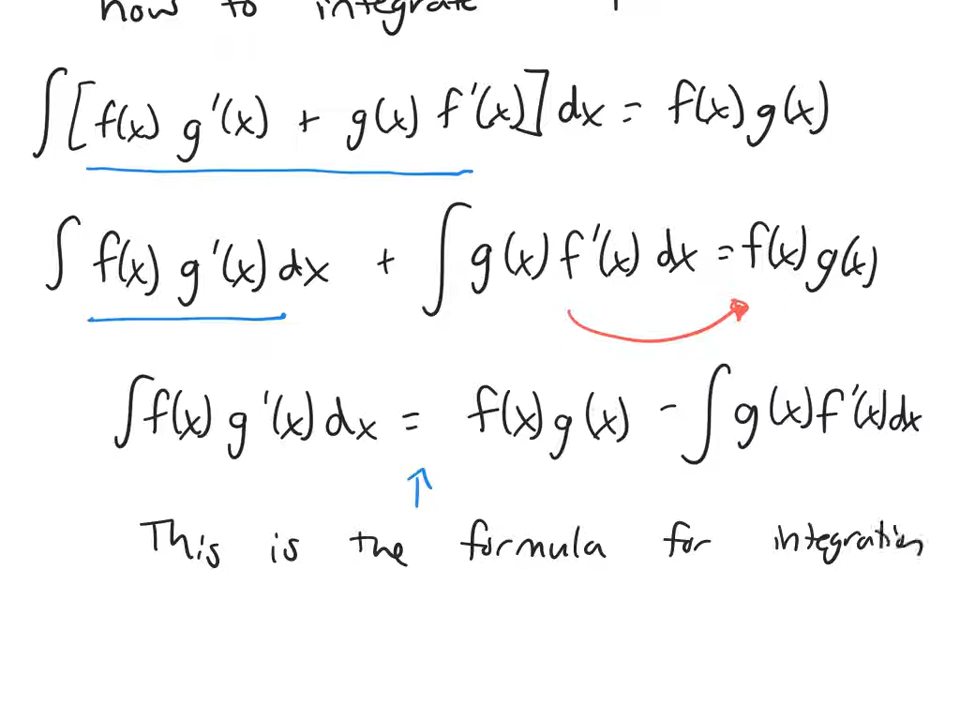 how to integrate
∫[f(x) g'(x) + g(x) f'(x)] dx = f(x) g(x)
∫ f(x) g'(x) dx + ∫ g(x) f'(x) dx = f(x) g(x)
∫ f(x) g'(x) dx = f(x) g(x) - ∫ g(x) f'(x) dx
This is the formula for integration